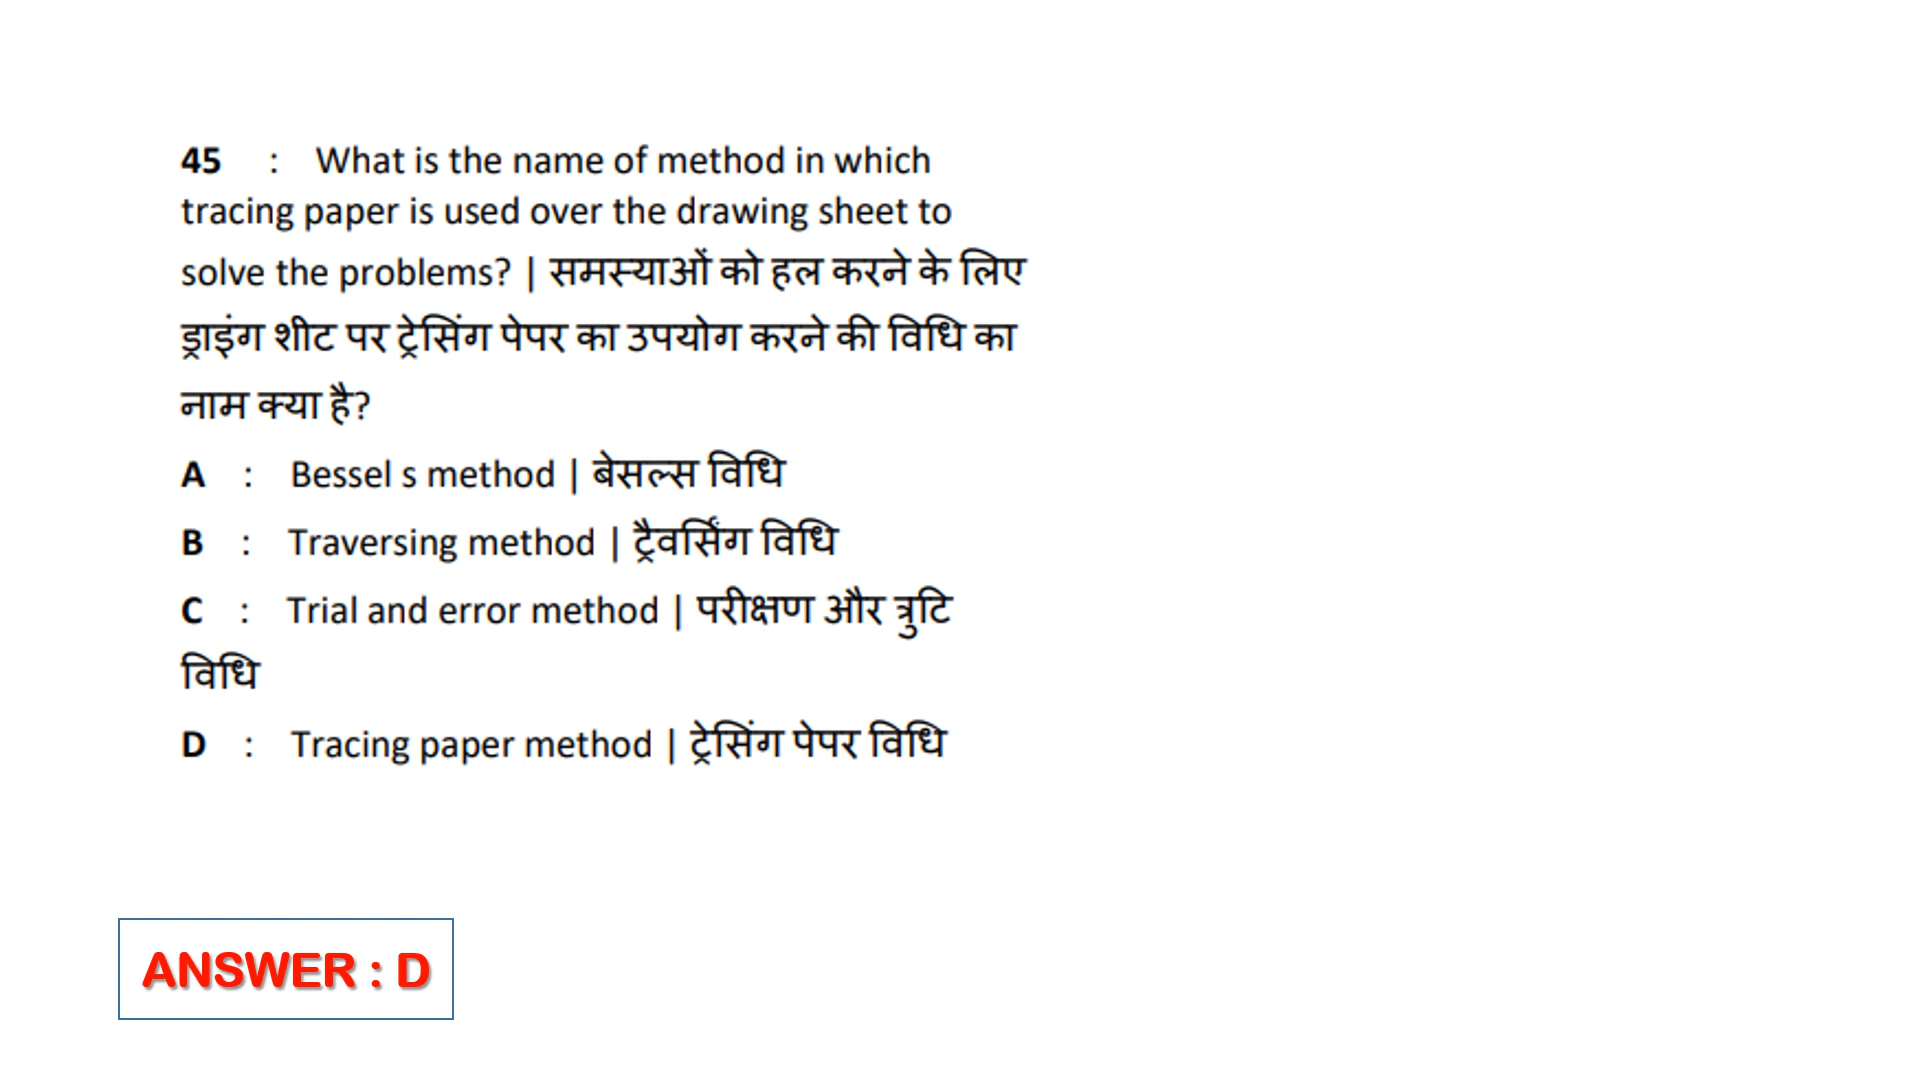 45 : What is the name of method in which
tracing paper is used over the drawing sheet to
solve the problems? | समस्याओं को हल करने के लिए
ड्राइंग शीट पर ट्रेसिंग पेपर का उपयोग करने की विधि का
नाम क्या है?
A : Bessel s method | बेसल्स विधि
B : Traversing method | ट्रैवर्सिंग विधि
C : Trial and error method | परीक्षण और त्रुटि
विधि
D : Tracing paper method | ट्रेसिंग पेपर विधि
ANSWER : D